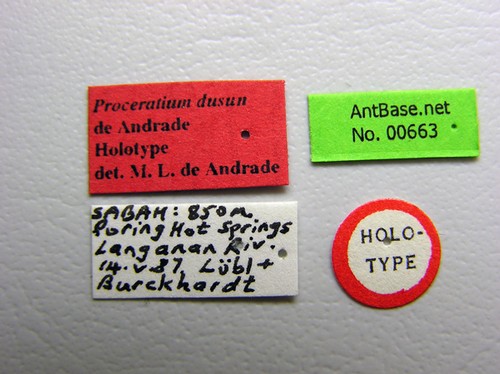 Proceratium dusun
de Andrade
Holotype
det. M. L. de Andrade
AntBase.net
No. 00663
SABAH: 850m,
Poring Hot Springs
Langanan Riv.
14.v 87, Löbl +
Burckhardt
HOLO-
TYPE